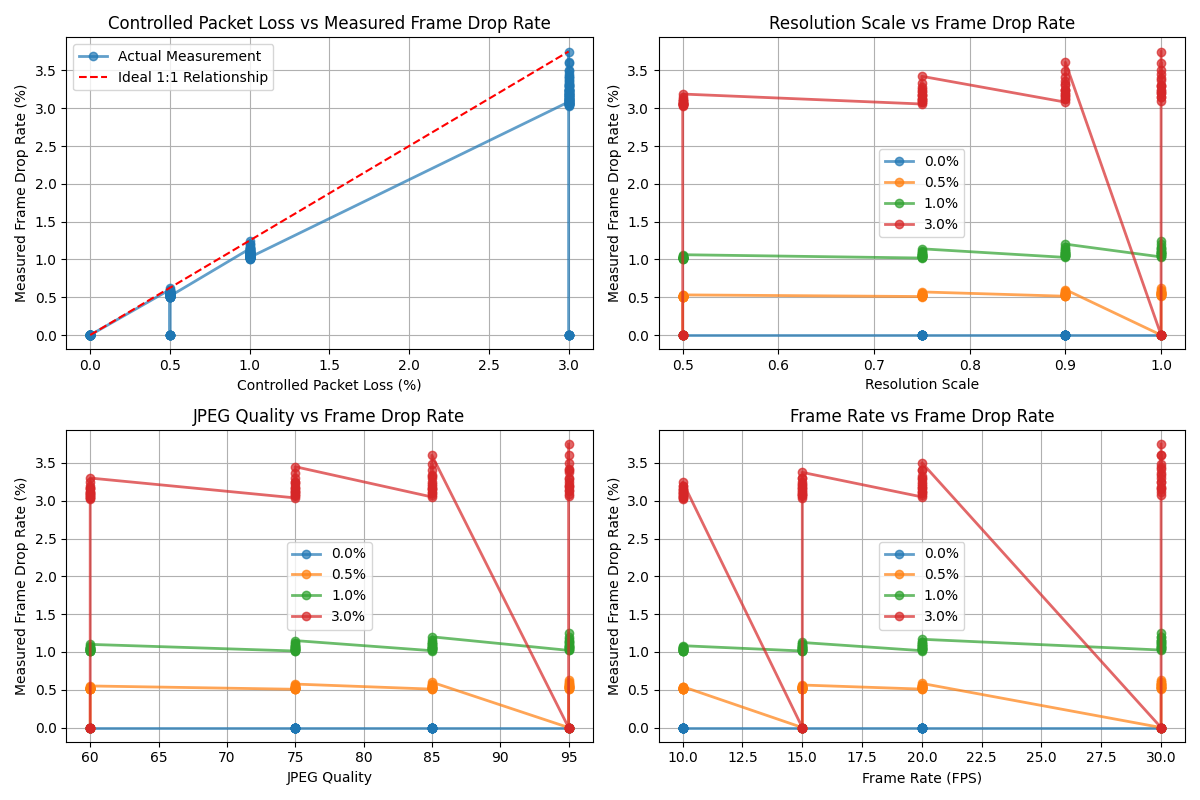 Controlled Packet Loss vs Measured Frame Drop Rate
Measured Frame Drop Rate (%)
3.5
3.0
2.5
2.0
1.5
1.0
0.5
0.0
Actual Measurement
Ideal 1:1 Relationship
0.0 0.5 1.0 1.5 2.0 2.5 3.0
Controlled Packet Loss (%)
Resolution Scale vs Frame Drop Rate
Measured Frame Drop Rate (%)
3.5
3.0
2.5
2.0
1.5
1.0
0.5
0.0
0.0%
0.5%
1.0%
3.0%
0.5 0.6 0.7 0.8 0.9 1.0
Resolution Scale
JPEG Quality vs Frame Drop Rate
Measured Frame Drop Rate (%)
3.5
3.0
2.5
2.0
1.5
1.0
0.5
0.0
0.0%
0.5%
1.0%
3.0%
60 65 70 75 80 85 90 95
JPEG Quality
Frame Rate vs Frame Drop Rate
Measured Frame Drop Rate (%)
3.5
3.0
2.5
2.0
1.5
1.0
0.5
0.0
0.0%
0.5%
1.0%
3.0%
10.0 12.5 15.0 17.5 20.0 22.5 25.0 27.5 30.0
Frame Rate (FPS)